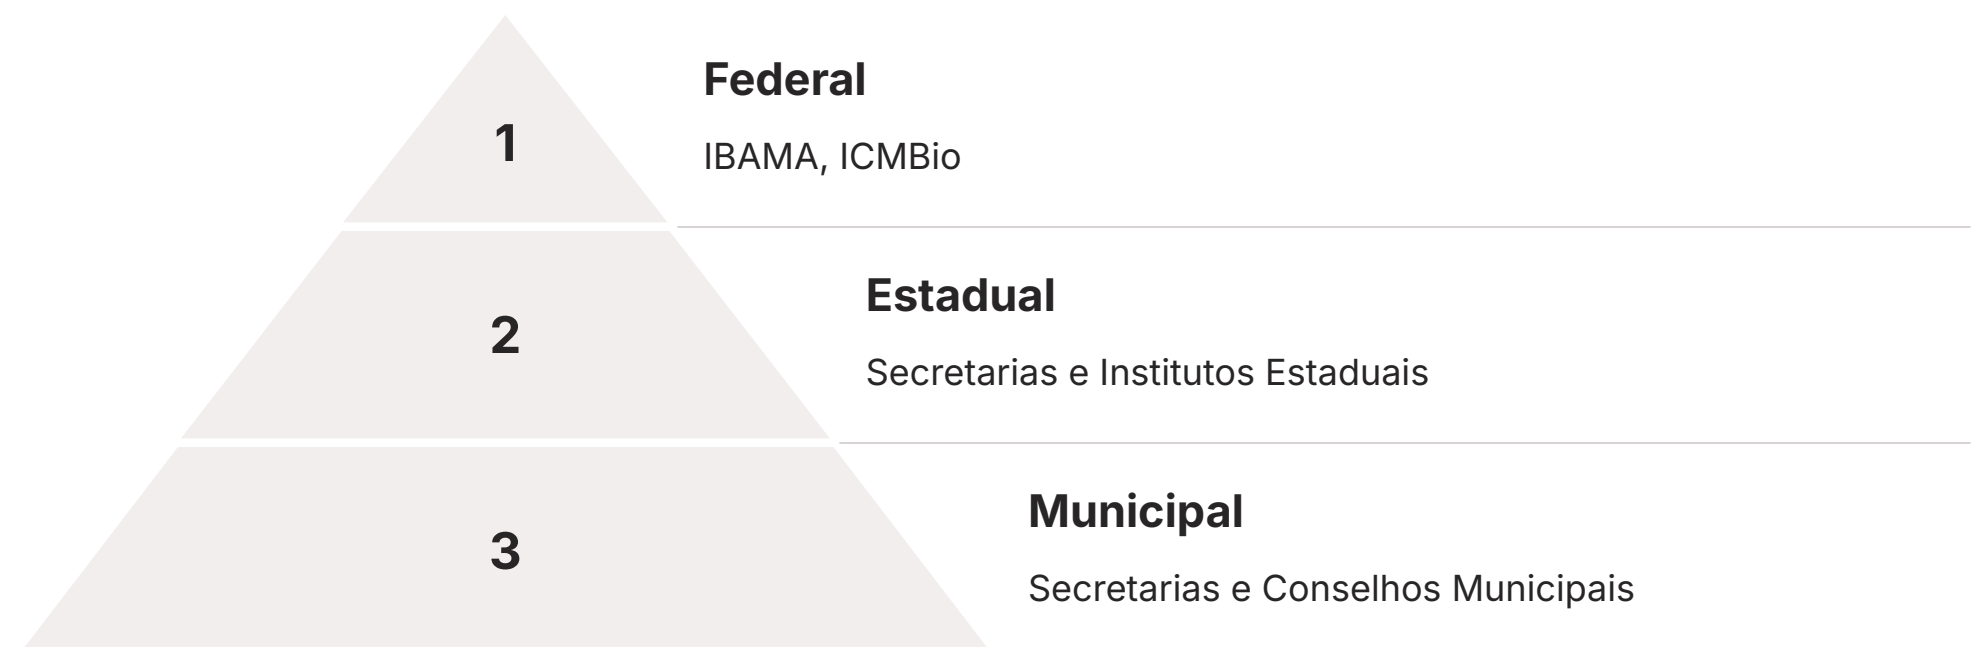 1
Federal
IBAMA, ICMBio
2
Estadual
Secretarias e Institutos Estaduais
3
Municipal
Secretarias e Conselhos Municipais